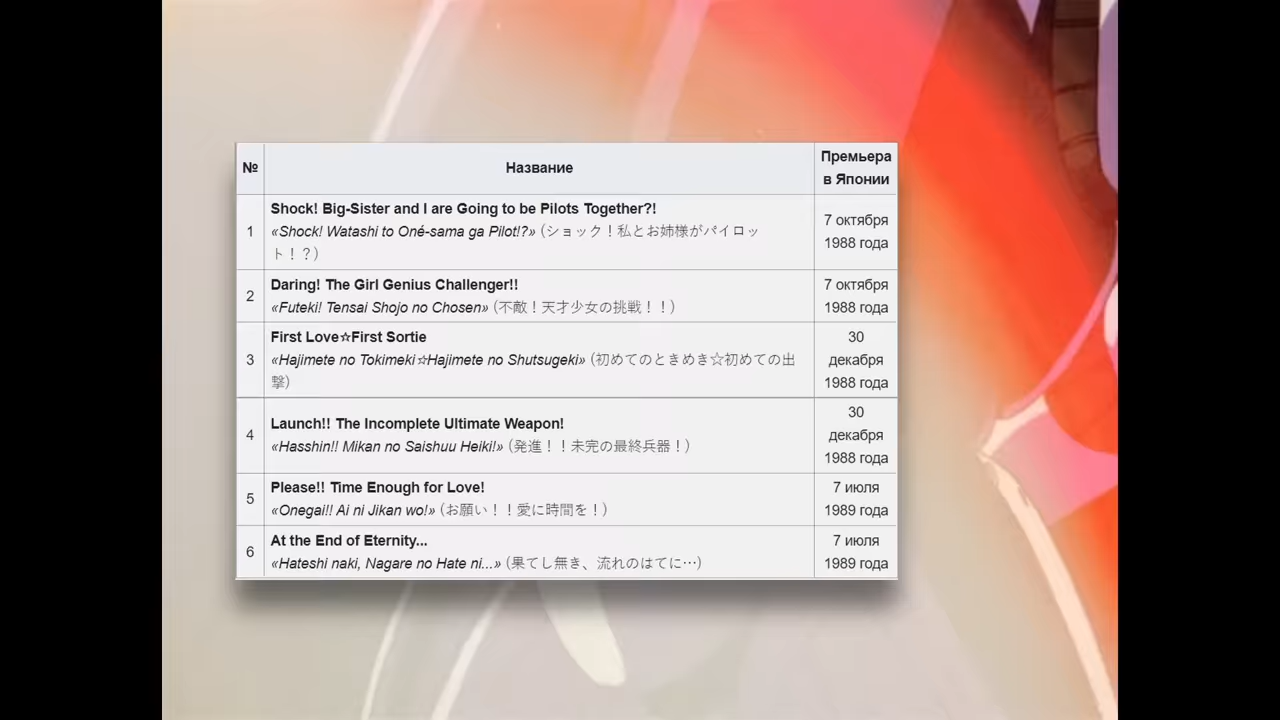 №
Название
Премьера
в Японии
1
Shock! Big-Sister and I are Going to be Pilots Together?!
«Shock! Watashi to Oné-sama ga Pilot!?» (ショック！私とお姉様がパイロッ
ト！？)
7 октября
1988 года
2
Daring! The Girl Genius Challenger!!
«Futeki! Tensai Shojo no Chosen» (不敵！天才少女の挑戦！！)
7 октября
1988 года
3
First Love☆First Sortie
«Hajimete no Tokimeki☆Hajimete no Shutsugeki» (初めてのときめき☆初めての出
撃)
30
декабря
1988 года
4
Launch!! The Incomplete Ultimate Weapon!
«Hasshin!! Mikan no Saishuu Heiki!» (発進！！未完の最終兵器！)
30
декабря
1988 года
5
Please!! Time Enough for Love!
«Onegai!! Ai ni Jikan wo!» (お願い！！愛に時間を！)
7 июля
1989 года
6
At the End of Eternity...
«Hateshi naki, Nagare no Hate ni...» (果てし無き、流れのはてに…)
7 июля
1989 года